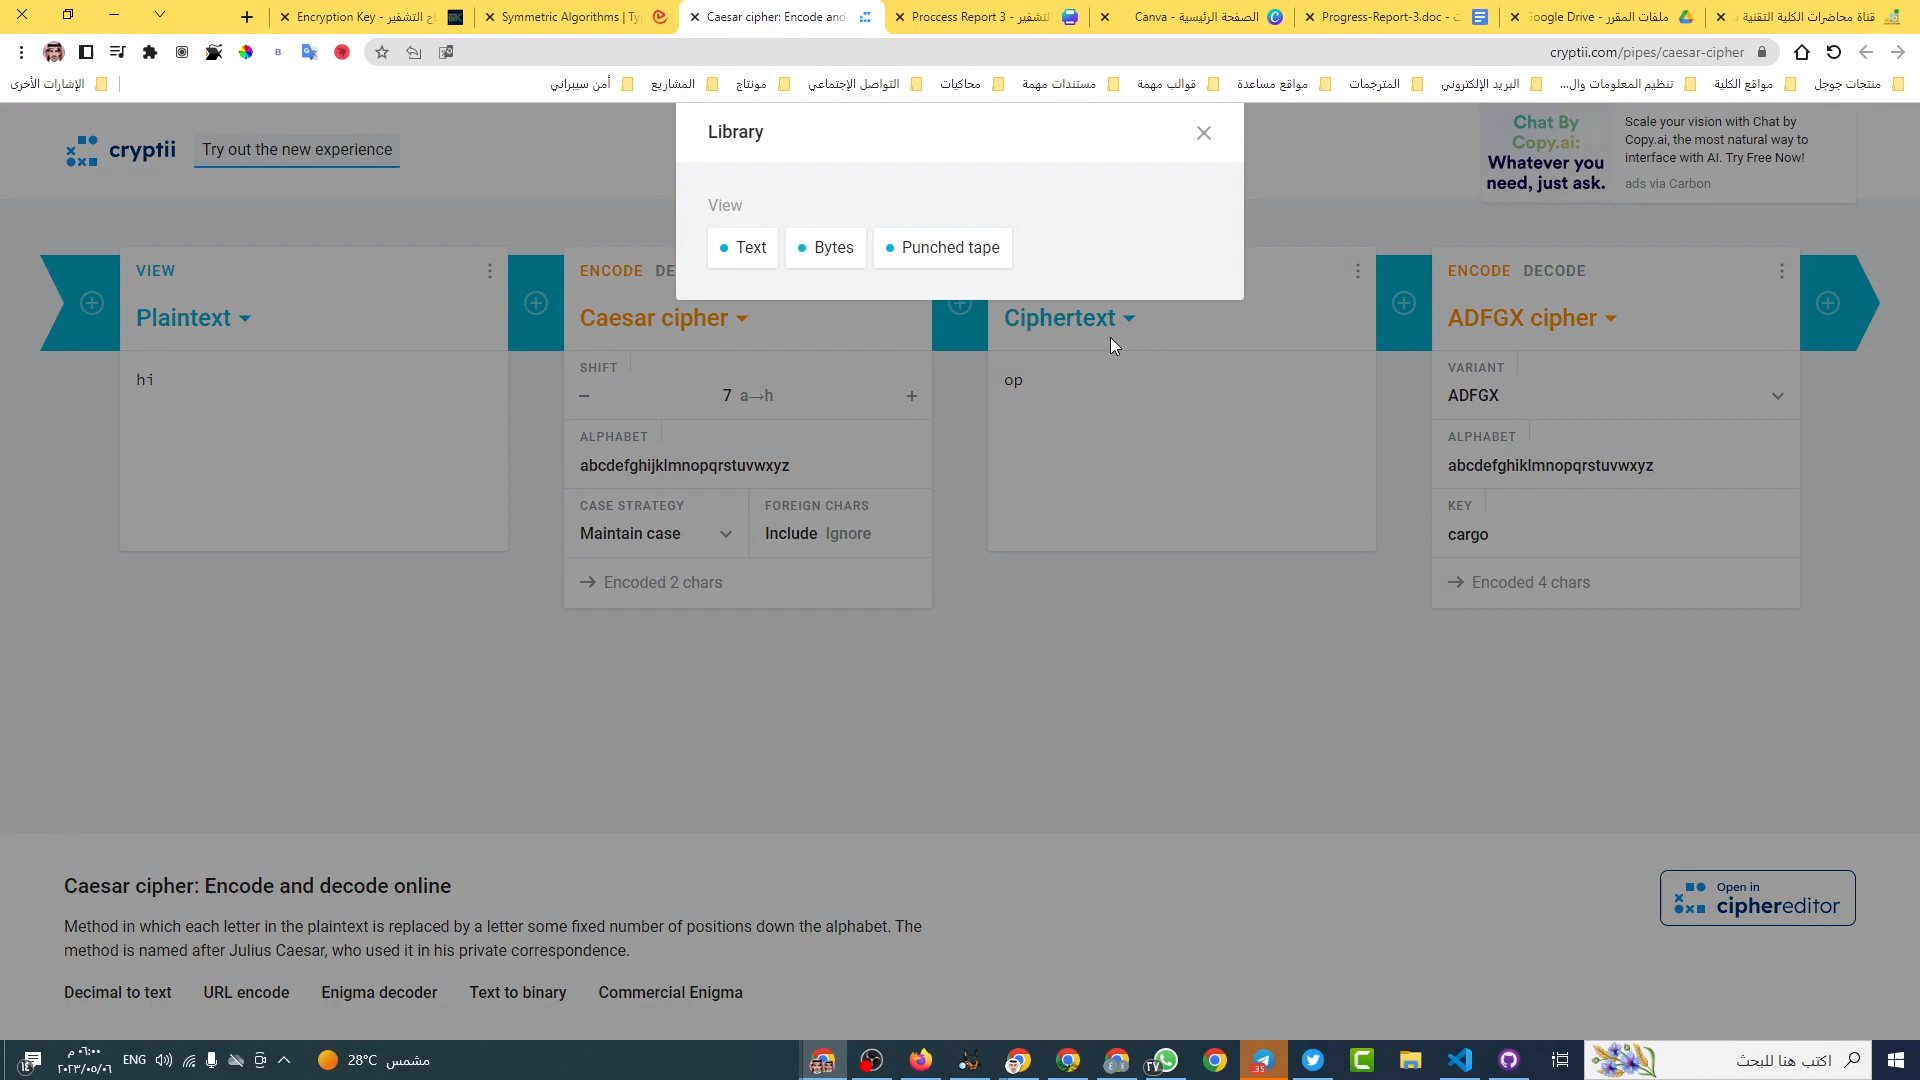 Encryption Key - التشفير
Symmetric Algorithms | Ty
Caesar cipher: Encode and
Proccess Report 3 - التشفير
الصفحة الرئيسية - Canva
Progress-Report-3.doc -
ملفات المقرر - Google Drive
قناة محاضرات الكلية التقنية
cryptii.com/pipes/caesar-cipher
الإشارات الأخرى
أمن سيبراني
المشاريع
مونتاج
التواصل الإجتماعي
محاكيات
مستندات مهمة
قوالب مهمة
مواقع مساعدة
المترجمات
البريد الإلكتروني
تنظيم المعلومات وال...
مواقع الكلية
منتجات جوجل
cryptii
Try out the new experience
Library
Chat By
Copy.ai:
Whatever you
need, just ask.
Scale your vision with Chat by
Copy.ai, the most natural way to
interface with AI. Try Free Now!
ads via Carbon
View
Text
Bytes
Punched tape
VIEW
Plaintext
hi
ENCODE DE
Caesar cipher
SHIFT
− 7 a→h +
ALPHABET
abcdefghijklmnopqrstuvwxyz
CASE STRATEGY
Maintain case
FOREIGN CHARS
Include Ignore
→ Encoded 2 chars
Ciphertext
op
ENCODE DECODE
ADFGX cipher
VARIANT
ADFGX
ALPHABET
abcdefghiklmnopqrstuvwxyz
KEY
cargo
→ Encoded 4 chars
Caesar cipher: Encode and decode online
Method in which each letter in the plaintext is replaced by a letter some fixed number of positions down the alphabet. The
method is named after Julius Caesar, who used it in his private correspondence.
Decimal to text URL encode Enigma decoder Text to binary Commercial Enigma
Open in
ciphereditor
٠٦:٠٠ م
٢٠٢٣/٠٥/٠٦
ENG
28°C مشمس
٢٧
35
اكتب هنا للبحث